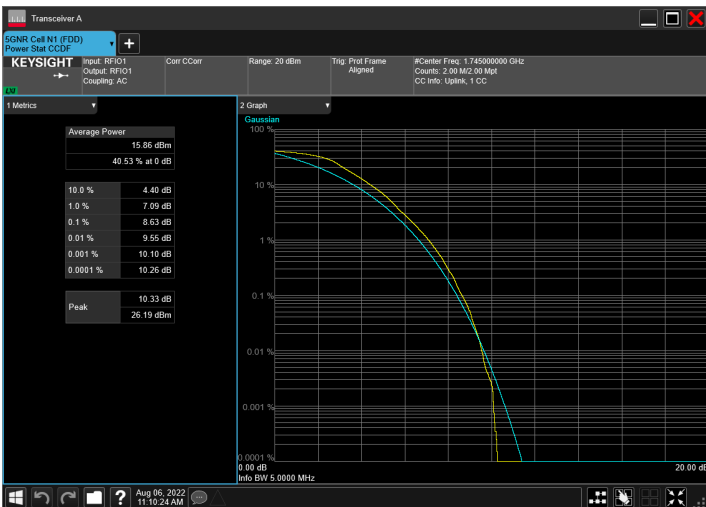 Transceiver A
5GNR Cell N1 (FDD)
Power Stat CCDF
KEYSIGHT
LXI
Input: RFIO1
Output: RFIO1
Coupling: AC
Corr CCorr
Range: 20 dBm
Trig: Prot Frame
Aligned
#Center Freq: 1.745000000 GHz
Counts: 2.00 M/2.00 Mpt
CC Info: Uplink, 1 CC
1 Metrics
Average Power
15.86 dBm
40.53 % at 0 dB
10.0 % 4.40 dB
1.0 % 7.09 dB
0.1 % 8.63 dB
0.01 % 9.55 dB
0.001 % 10.10 dB
0.0001 % 10.26 dB
Peak 10.33 dB
26.19 dBm
2 Graph
Gaussian
100 %
10 %
1 %
0.1 %
0.01 %
0.001 %
0.0001 %
0.00 dB 20.00 dB
Info BW 5.0000 MHz
? Aug 06, 2022
11:10:24 AM